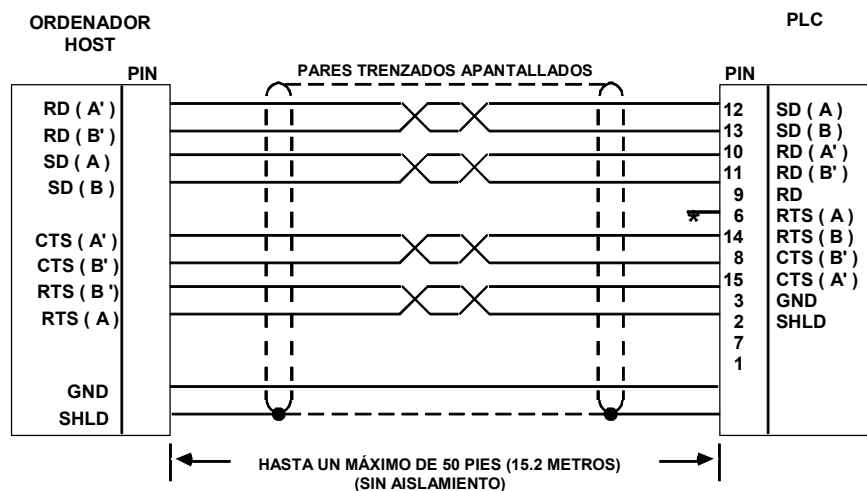 ORDENADOR
HOST
PLC
PIN
PARES TRENZADOS APANTALLADOS
PIN
RD ( A' )
RD ( B' )
SD ( A )
SD ( B )
CTS ( A' )
CTS ( B' )
RTS ( B ' )
RTS ( A )
GND
SHLD
12 SD ( A )
13 SD ( B )
10 RD ( A' )
11 RD ( B' )
9 RD
* 6 RTS ( A )
14 RTS ( B )
8 CTS ( B' )
15 CTS ( A' )
3 GND
2 SHLD
7
1
HASTA UN MÁXIMO DE 50 PIES (15.2 METROS)
(SIN AISLAMIENTO)